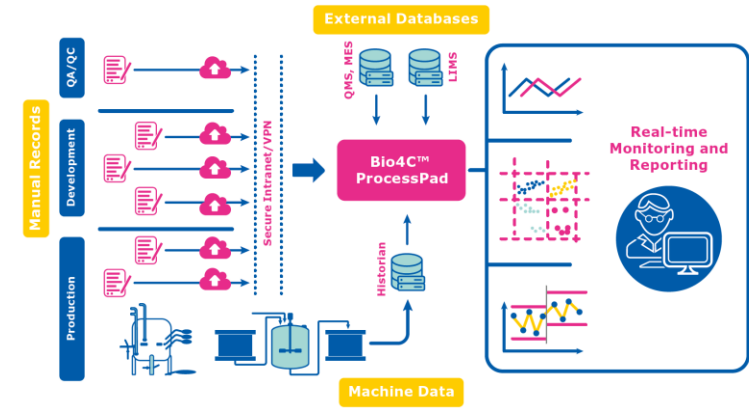 External Databases
QA/QC
QMS, MES
LIMS
Manual Records
Development
Secure Intranet/VPN
Bio4C™
ProcessPad
Real-time
Monitoring and
Reporting
Production
Historian
Machine Data